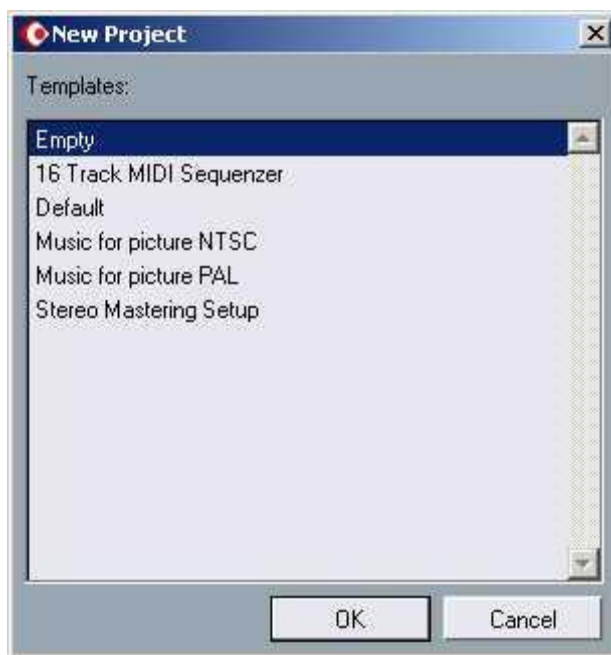 New Project
Templates:
Empty
16 Track MIDI Sequenzer
Default
Music for picture NTSC
Music for picture PAL
Stereo Mastering Setup
OK
Cancel